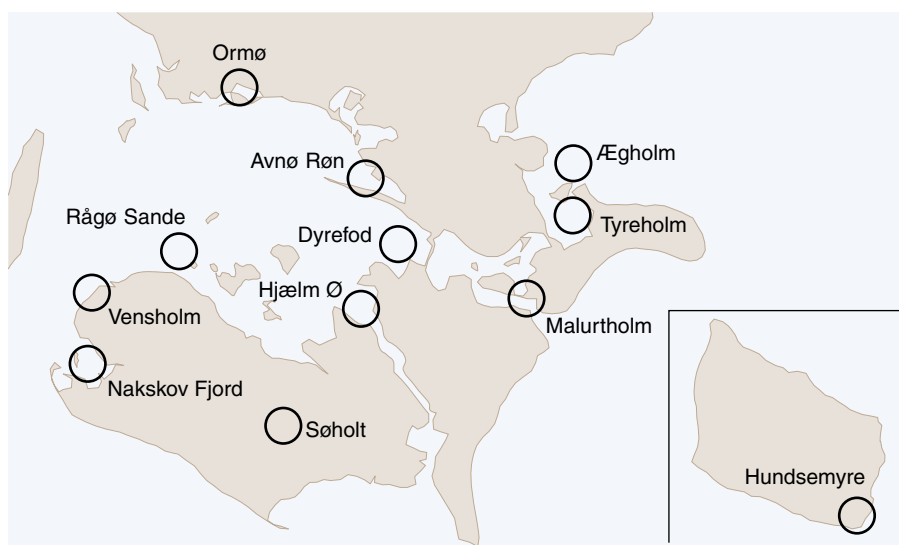 Ormø
Avnø Røn
Ægholm
Rågø Sande
Dyrefod
Tyreholm
Hjælm Ø
Vensholm
Malurtholm
Nakskov Fjord
Søholt
Hundsemyre